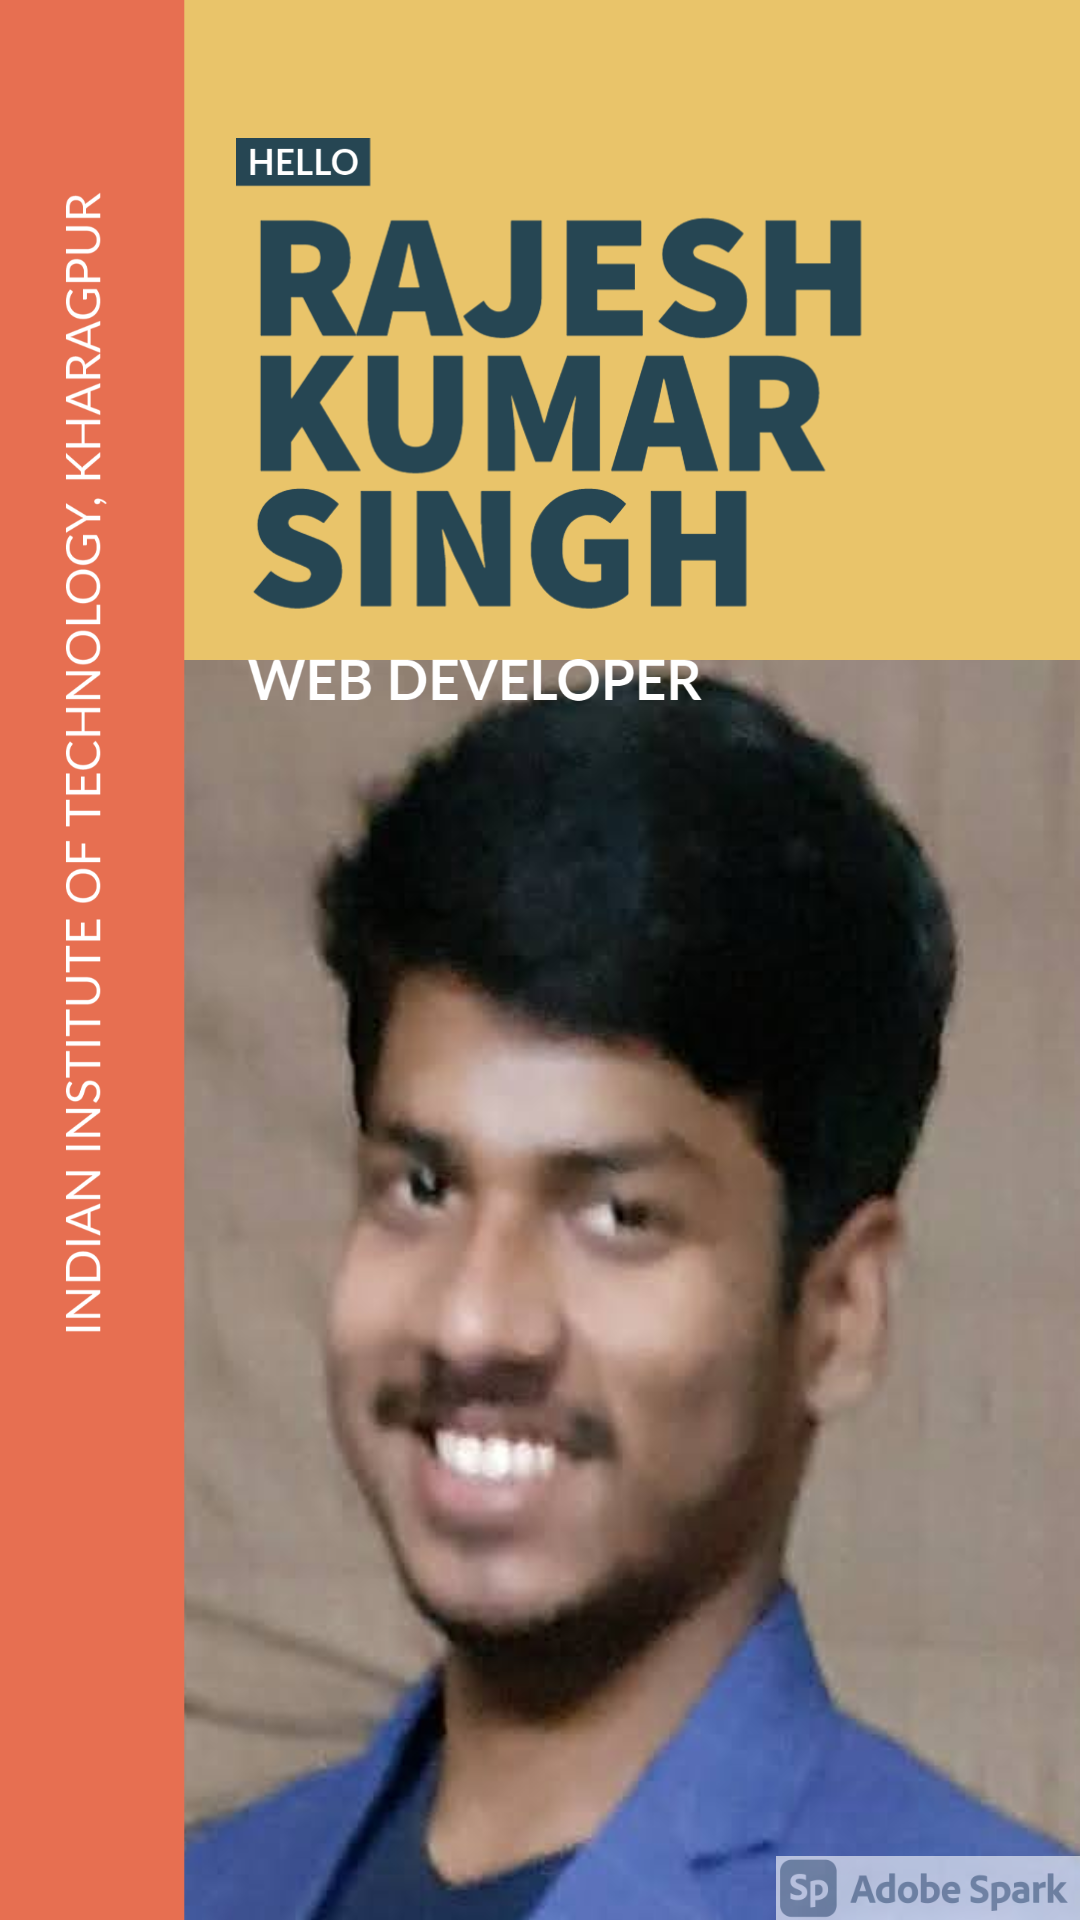 HELLO
RAJESH
KUMAR
SINGH
WEB DEVELOPER
INDIAN INSTITUTE OF TECHNOLOGY, KHARAGPUR
Sp Adobe Spark